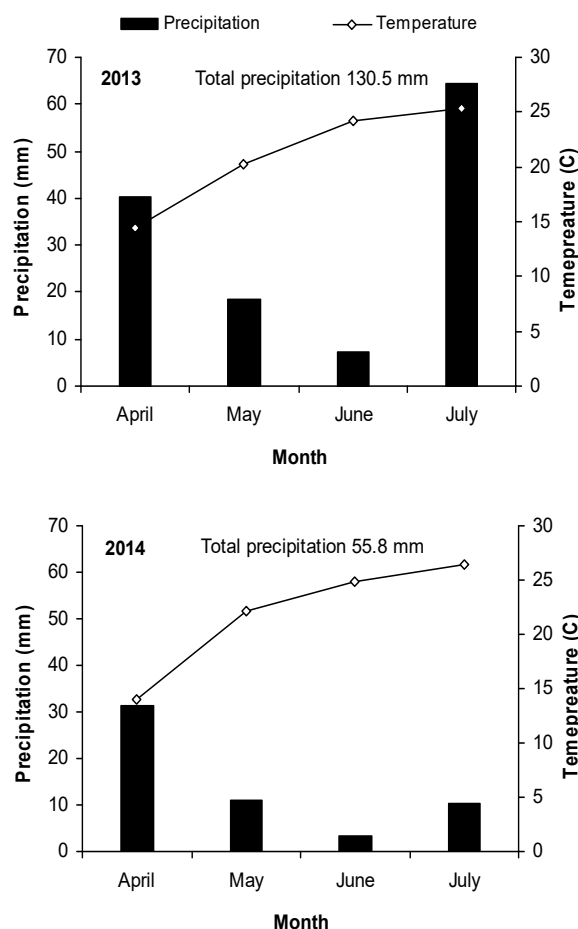 Precipitation Temperature
2013 Total precipitation 130.5 mm
Precipitation (mm)
70
60
50
40
30
20
10
0
Temepreature (C)
30
25
20
15
10
5
0
April May June July
Month
2014 Total precipitation 55.8 mm
Precipitation (mm)
70
60
50
40
30
20
10
0
Temepreature (C)
30
25
20
15
10
5
0
April May June July
Month